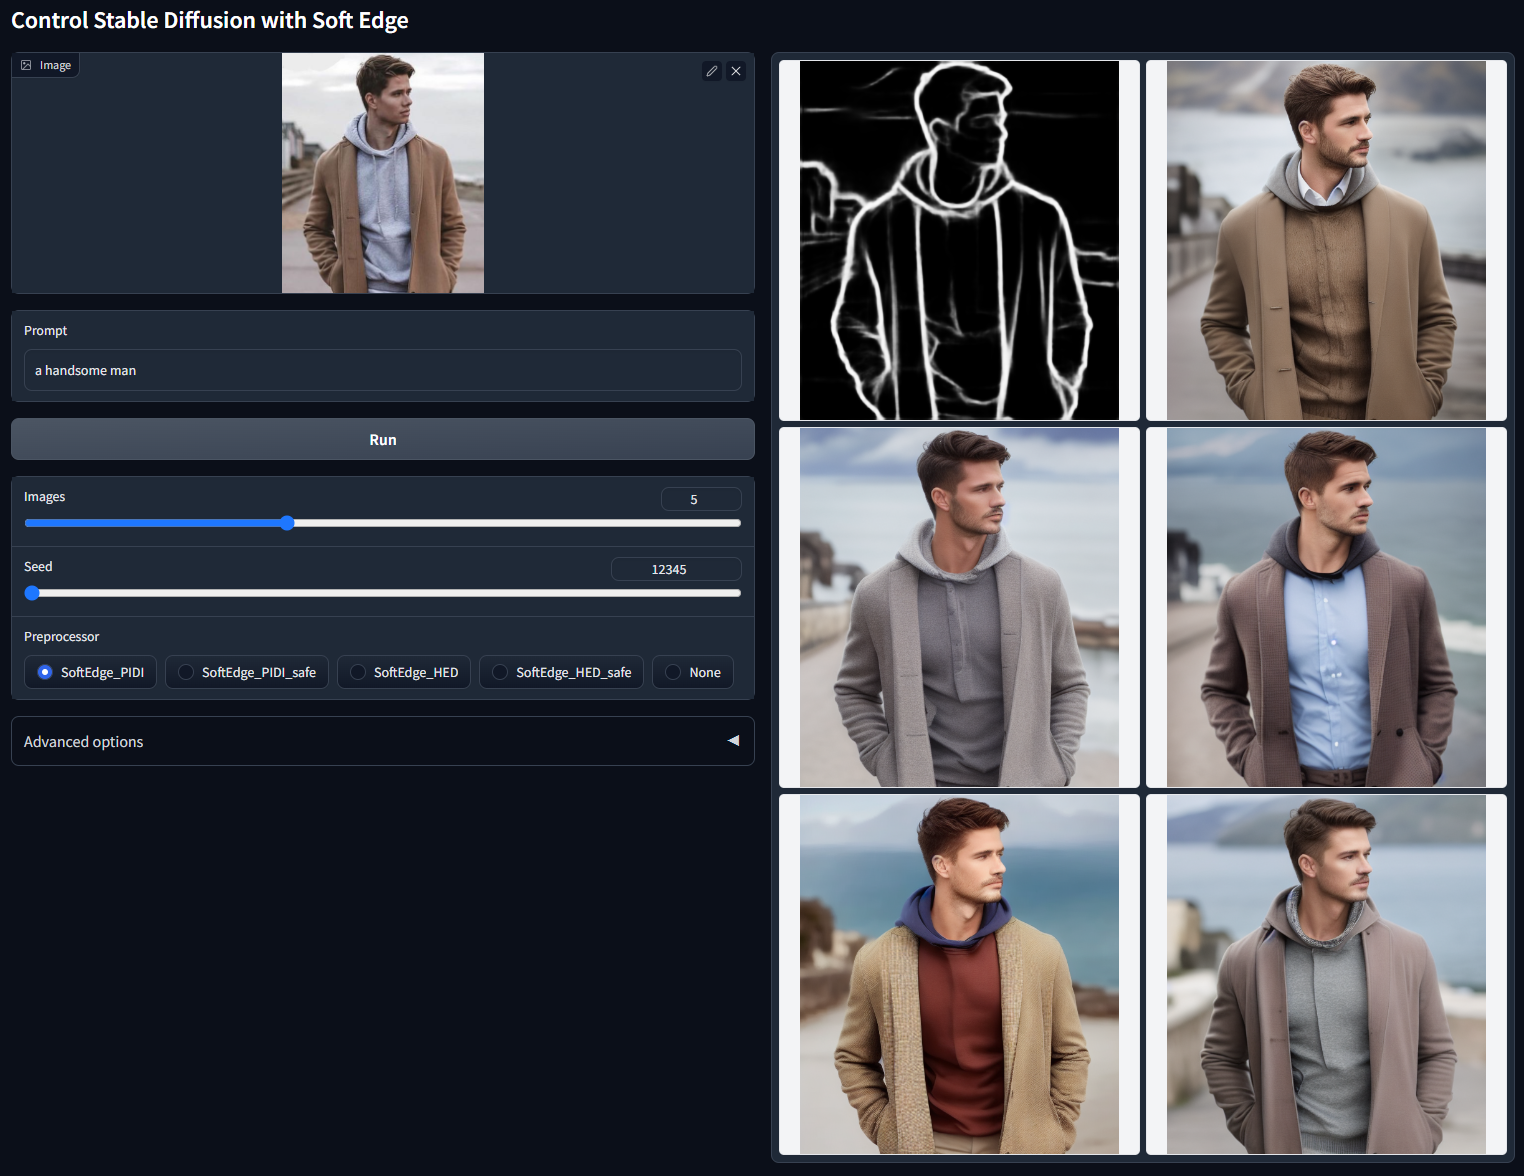 Control Stable Diffusion with Soft Edge
Image
Prompt
a handsome man
Run
Images
5
Seed
12345
Preprocessor
SoftEdge_PIDI
SoftEdge_PIDI_safe
SoftEdge_HED
SoftEdge_HED_safe
None
Advanced options